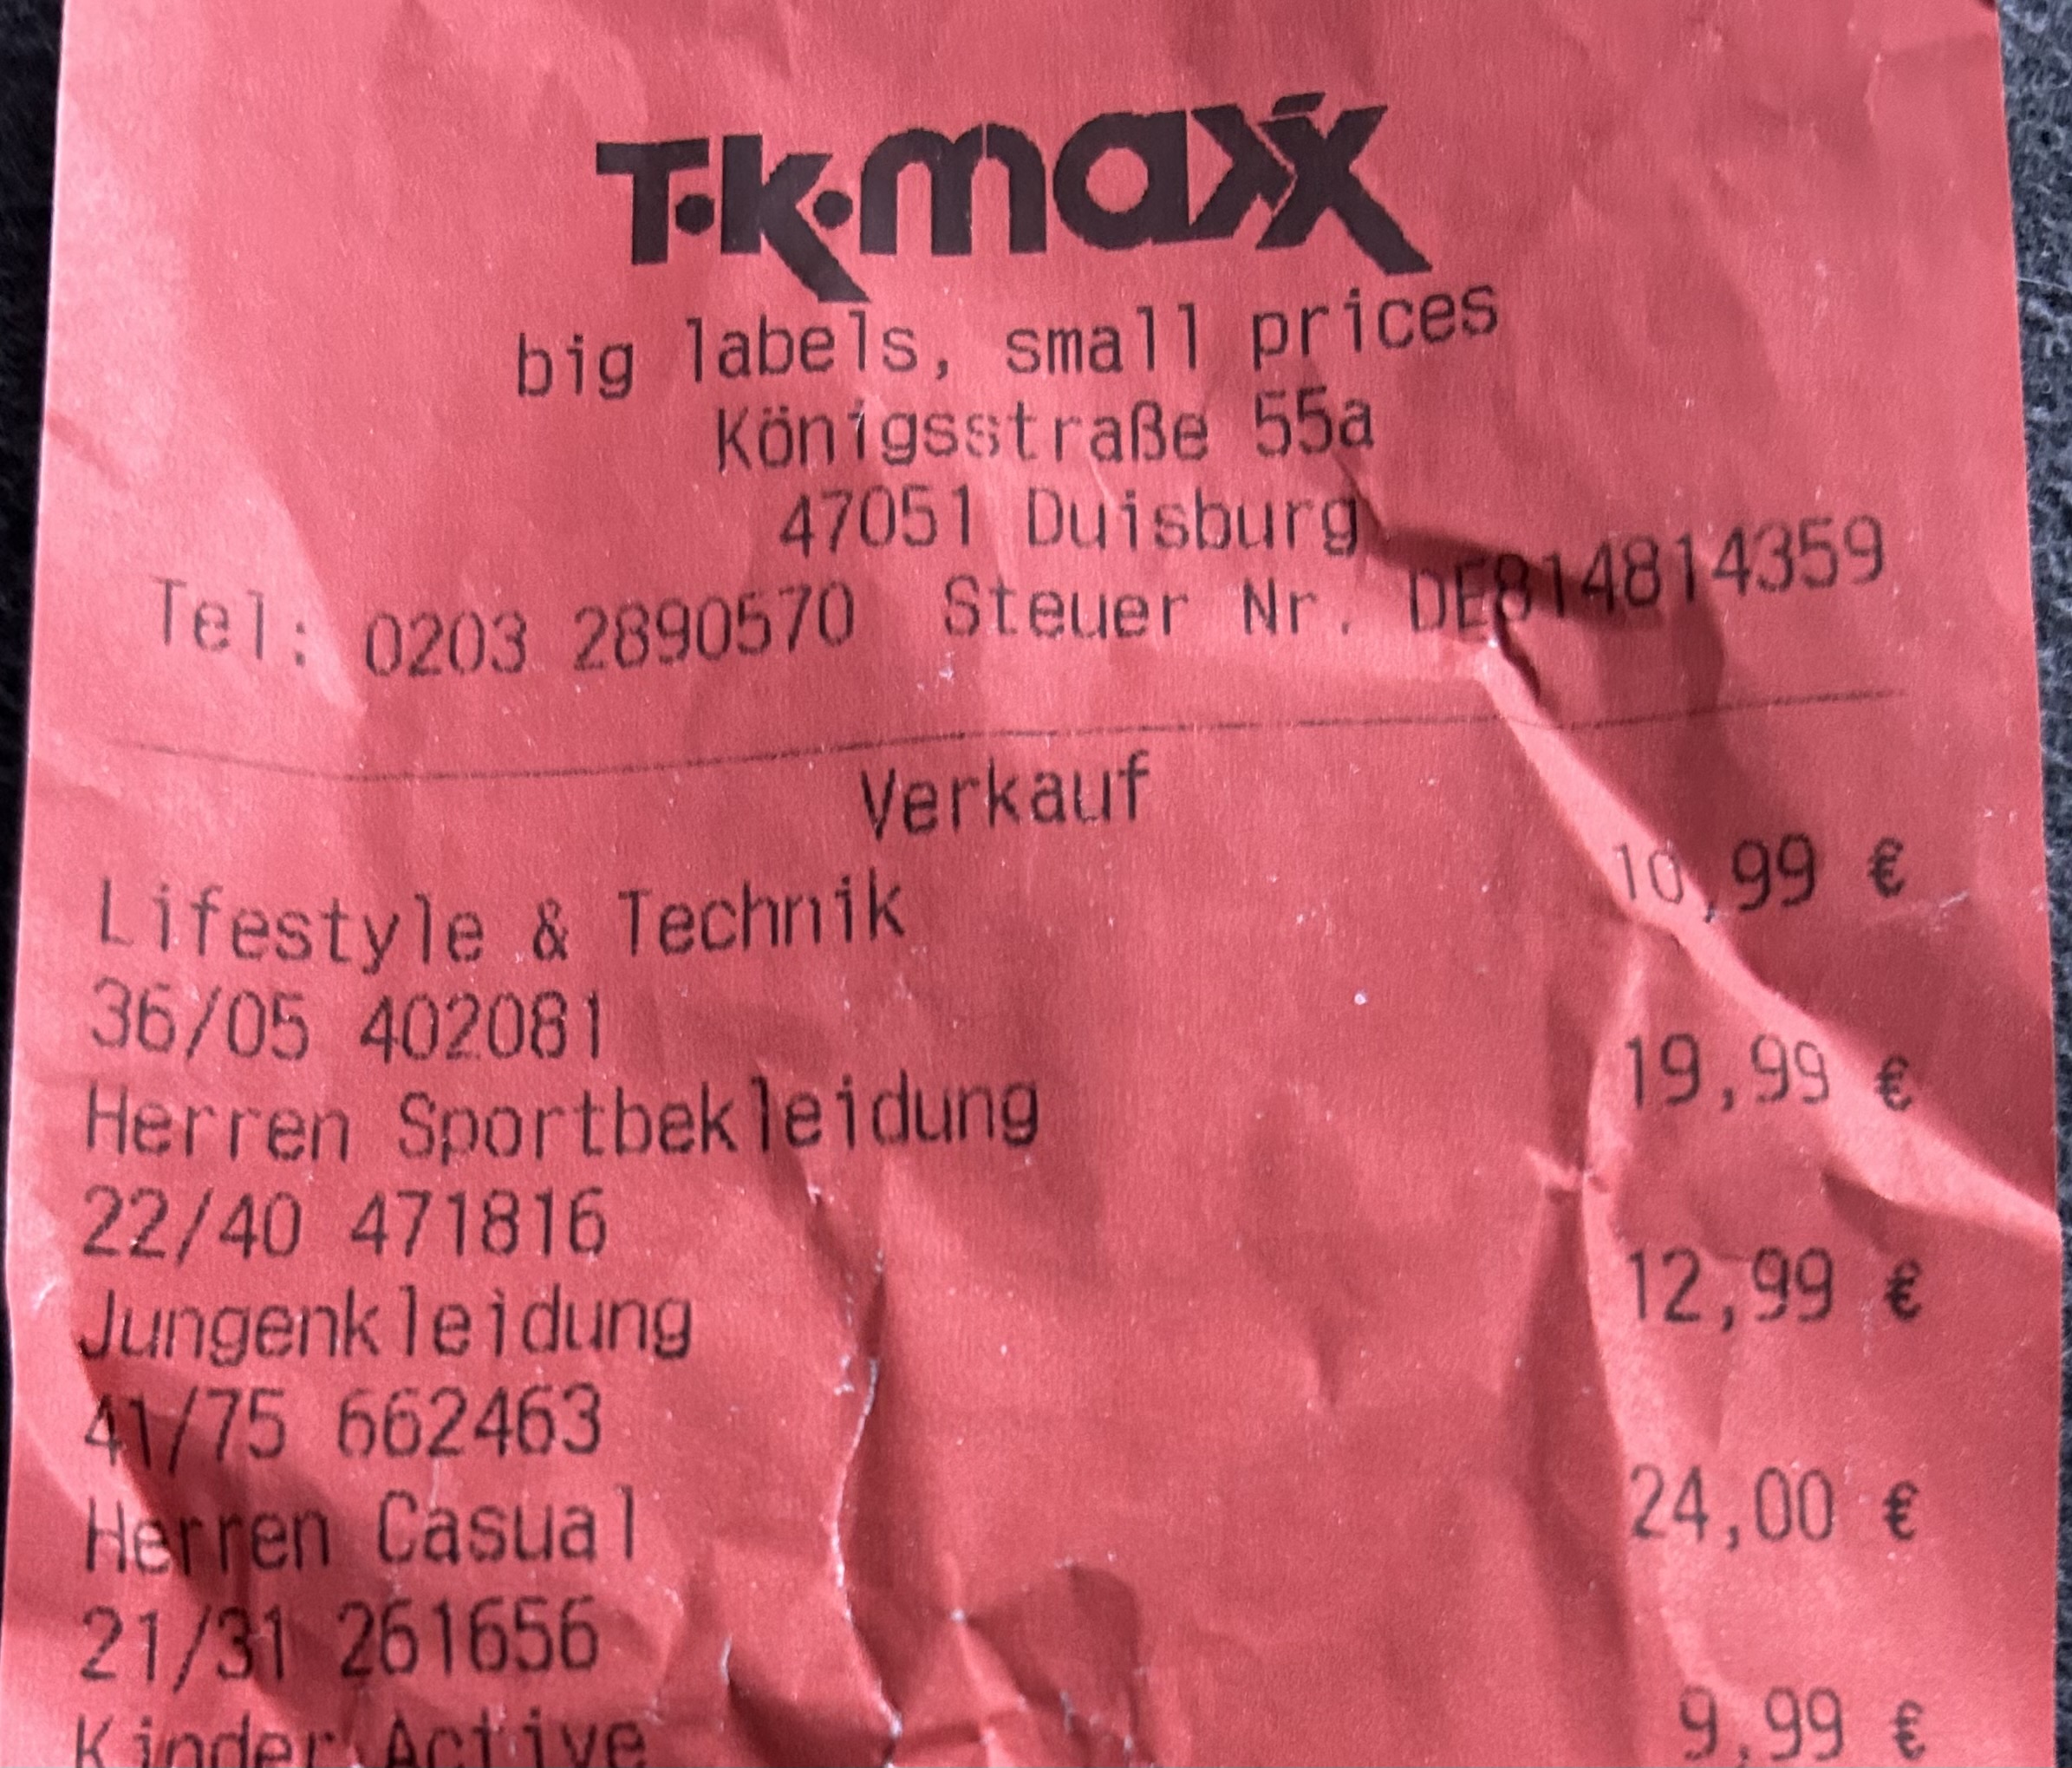 T·K·maxx
big labels, small prices
Königsstraße 55a
47051 Duisburg
Tel: 0203 2890570 Steuer Nr. DE814814359
Verkauf
Lifestyle & Technik 10,99 €
36/05 402081
Herren Sportbekleidung 19,99 €
22/40 471816
Jungenkleidung 12,99 €
41/75 662463
Herren Casual 24,00 €
21/31 261656
Kinder Active 9,99 €